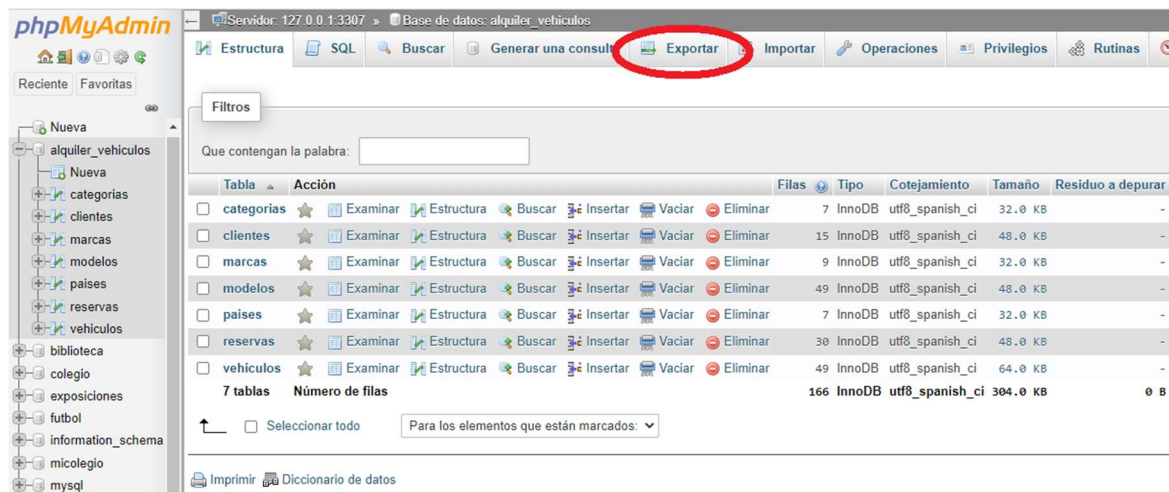 phpMyAdmin
Reciente Favoritas
Nueva
alquiler_vehiculos
Nueva
categorias
clientes
marcas
modelos
paises
reservas
vehiculos
biblioteca
colegio
exposiciones
futbol
information_schema
micolegio
mysql
Servidor: 127.0.0.1:3307 » Base de datos: alquiler_vehiculos
Estructura SQL Buscar Generar una consult Exportar Importar Operaciones Privilegios Rutinas
Filtros
Que contengan la palabra:
Tabla Acción Filas Tipo Cotejamiento Tamaño Residuo a depurar
categorias Examinar Estructura Buscar Insertar Vaciar Eliminar 7 InnoDB utf8_spanish_ci 32.0 KB -
clientes Examinar Estructura Buscar Insertar Vaciar Eliminar 15 InnoDB utf8_spanish_ci 48.0 KB -
marcas Examinar Estructura Buscar Insertar Vaciar Eliminar 9 InnoDB utf8_spanish_ci 32.0 KB -
modelos Examinar Estructura Buscar Insertar Vaciar Eliminar 49 InnoDB utf8_spanish_ci 48.0 KB -
paises Examinar Estructura Buscar Insertar Vaciar Eliminar 7 InnoDB utf8_spanish_ci 32.0 KB -
reservas Examinar Estructura Buscar Insertar Vaciar Eliminar 30 InnoDB utf8_spanish_ci 48.0 KB -
vehiculos Examinar Estructura Buscar Insertar Vaciar Eliminar 49 InnoDB utf8_spanish_ci 64.0 KB -
7 tablas Número de filas 166 InnoDB utf8_spanish_ci 304.0 KB 0 B
Seleccionar todo Para los elementos que están marcados:
Imprimir Diccionario de datos